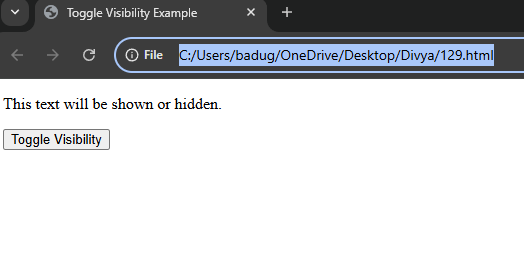 Toggle Visibility Example
File C:/Users/badug/OneDrive/Desktop/Divya/129.html
This text will be shown or hidden.
Toggle Visibility